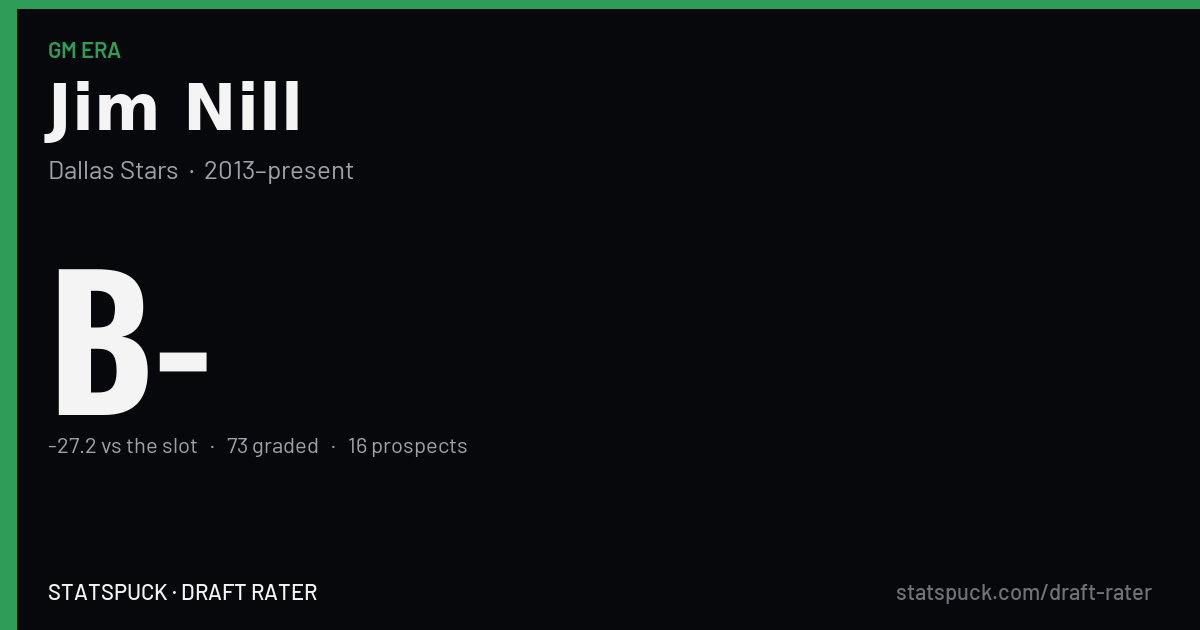 GM ERA
Jim Nill
Dallas Stars · 2013–present
B-
-27.2 vs the slot · 73 graded · 16 prospects
STATSPUCK · DRAFT RATER
statspuck.com/draft-rater